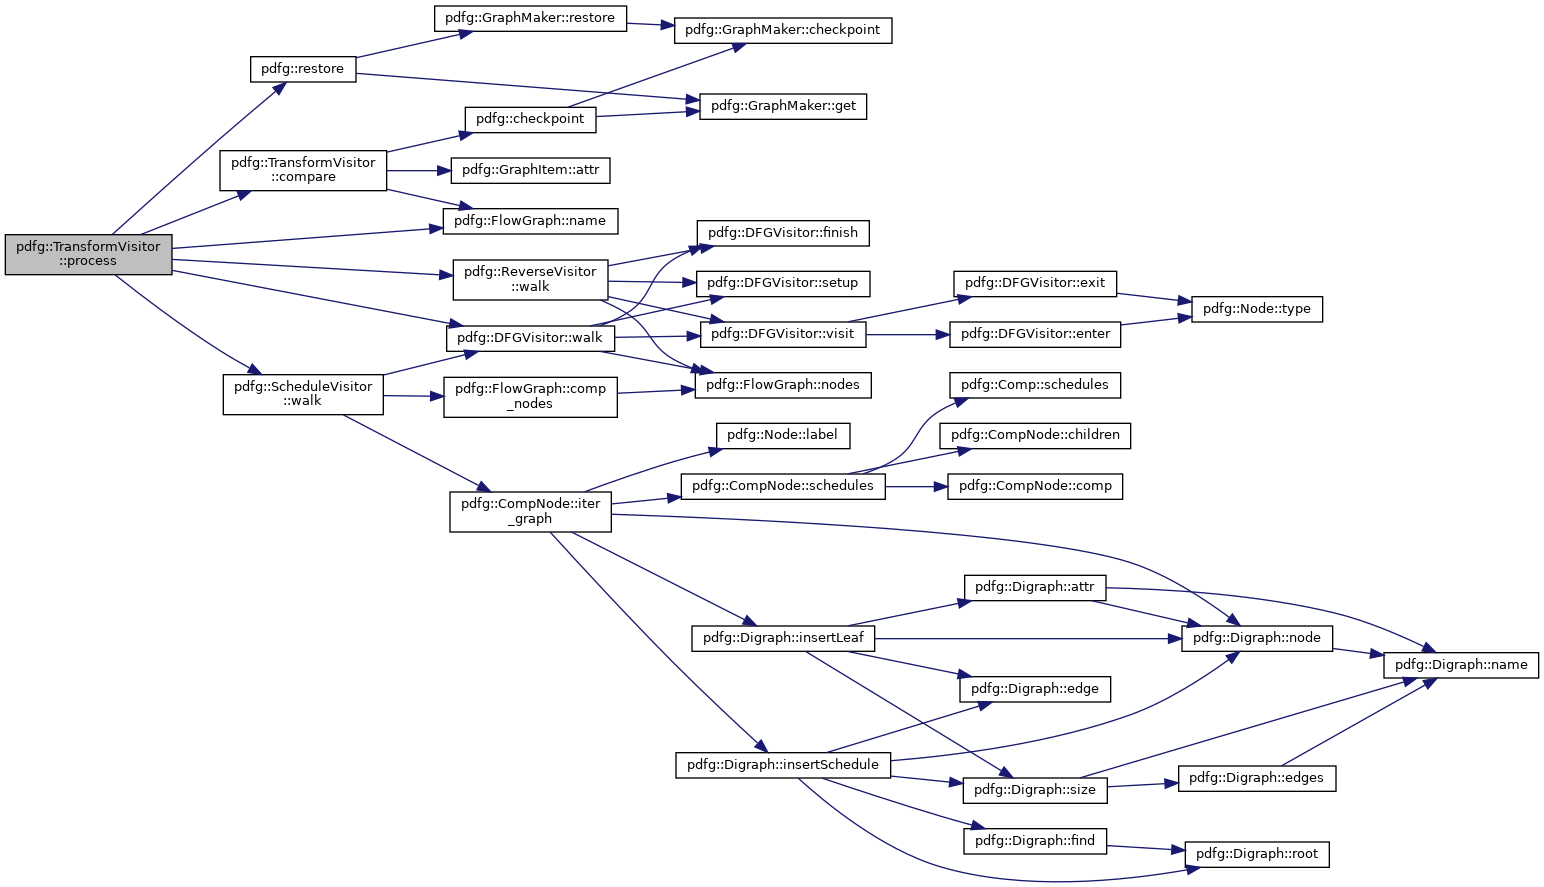 pdfg::TransformVisitor
::process
pdfg::restore
pdfg::TransformVisitor
::compare
pdfg::ScheduleVisitor
::walk
pdfg::GraphMaker::restore
pdfg::checkpoint
pdfg::GraphItem::attr
pdfg::FlowGraph::name
pdfg::ReverseVisitor
::walk
pdfg::DFGVisitor::walk
pdfg::FlowGraph::comp
_nodes
pdfg::CompNode::iter
_graph
pdfg::GraphMaker::checkpoint
pdfg::GraphMaker::get
pdfg::DFGVisitor::finish
pdfg::DFGVisitor::setup
pdfg::DFGVisitor::visit
pdfg::FlowGraph::nodes
pdfg::Node::label
pdfg::CompNode::schedules
pdfg::Digraph::insertLeaf
pdfg::Digraph::insertSchedule
pdfg::DFGVisitor::exit
pdfg::DFGVisitor::enter
pdfg::Comp::schedules
pdfg::CompNode::children
pdfg::CompNode::comp
pdfg::Digraph::attr
pdfg::Digraph::edge
pdfg::Digraph::size
pdfg::Digraph::find
pdfg::Node::type
pdfg::Digraph::node
pdfg::Digraph::edges
pdfg::Digraph::root
pdfg::Digraph::name